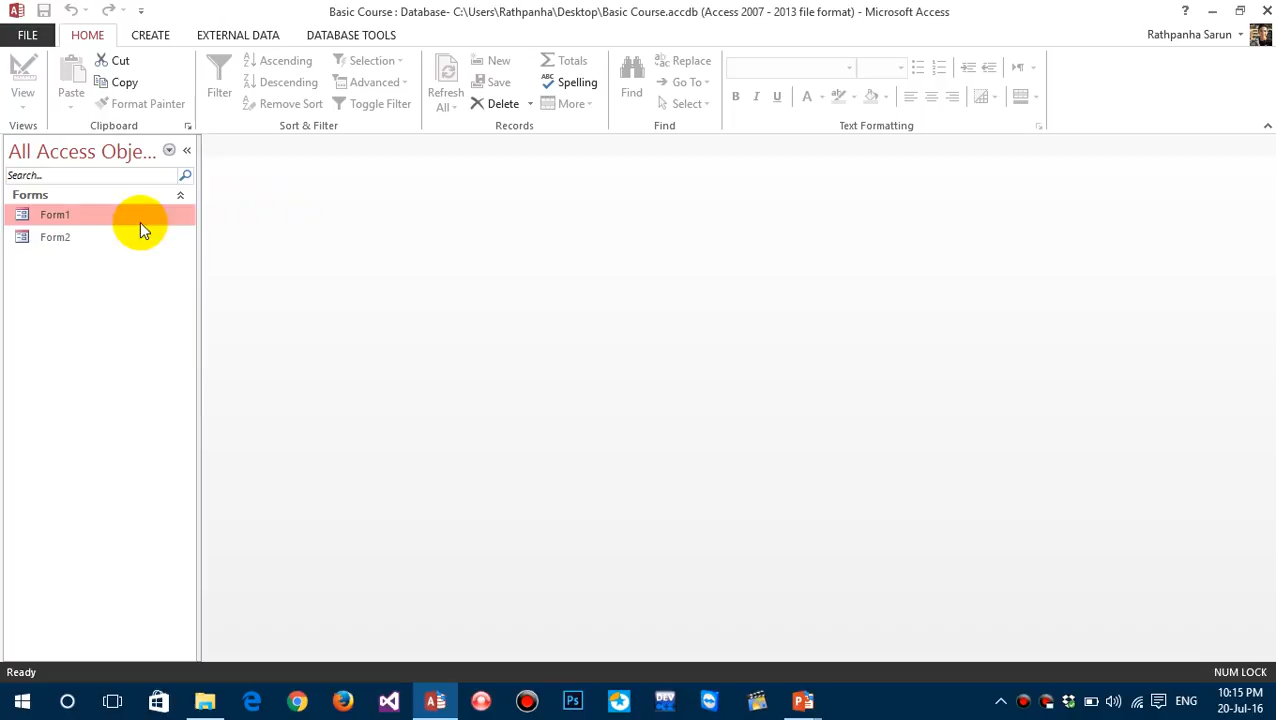 Basic Course : Database- C:\Users\Rathpanha\Desktop\Basic Course.accdb (Access 2007 - 2013 file format) - Microsoft Access
?
FILE HOME CREATE EXTERNAL DATA DATABASE TOOLS Rathpanha Sarun
View
Views
Paste
Cut
Copy
Format Painter
Clipboard
Filter
Ascending
Descending
Remove Sort
Selection
Advanced
Toggle Filter
Sort & Filter
Refresh
All
New
Save
Delete
Totals
Spelling
More
Records
Find
Replace
Go To
Select
Find
B I U A
Text Formatting
All Access Obje...
Search...
Forms
Form1
Form2
Ready
NUM LOCK
ENG
10:15 PM
20-Jul-16
Ps
DEV